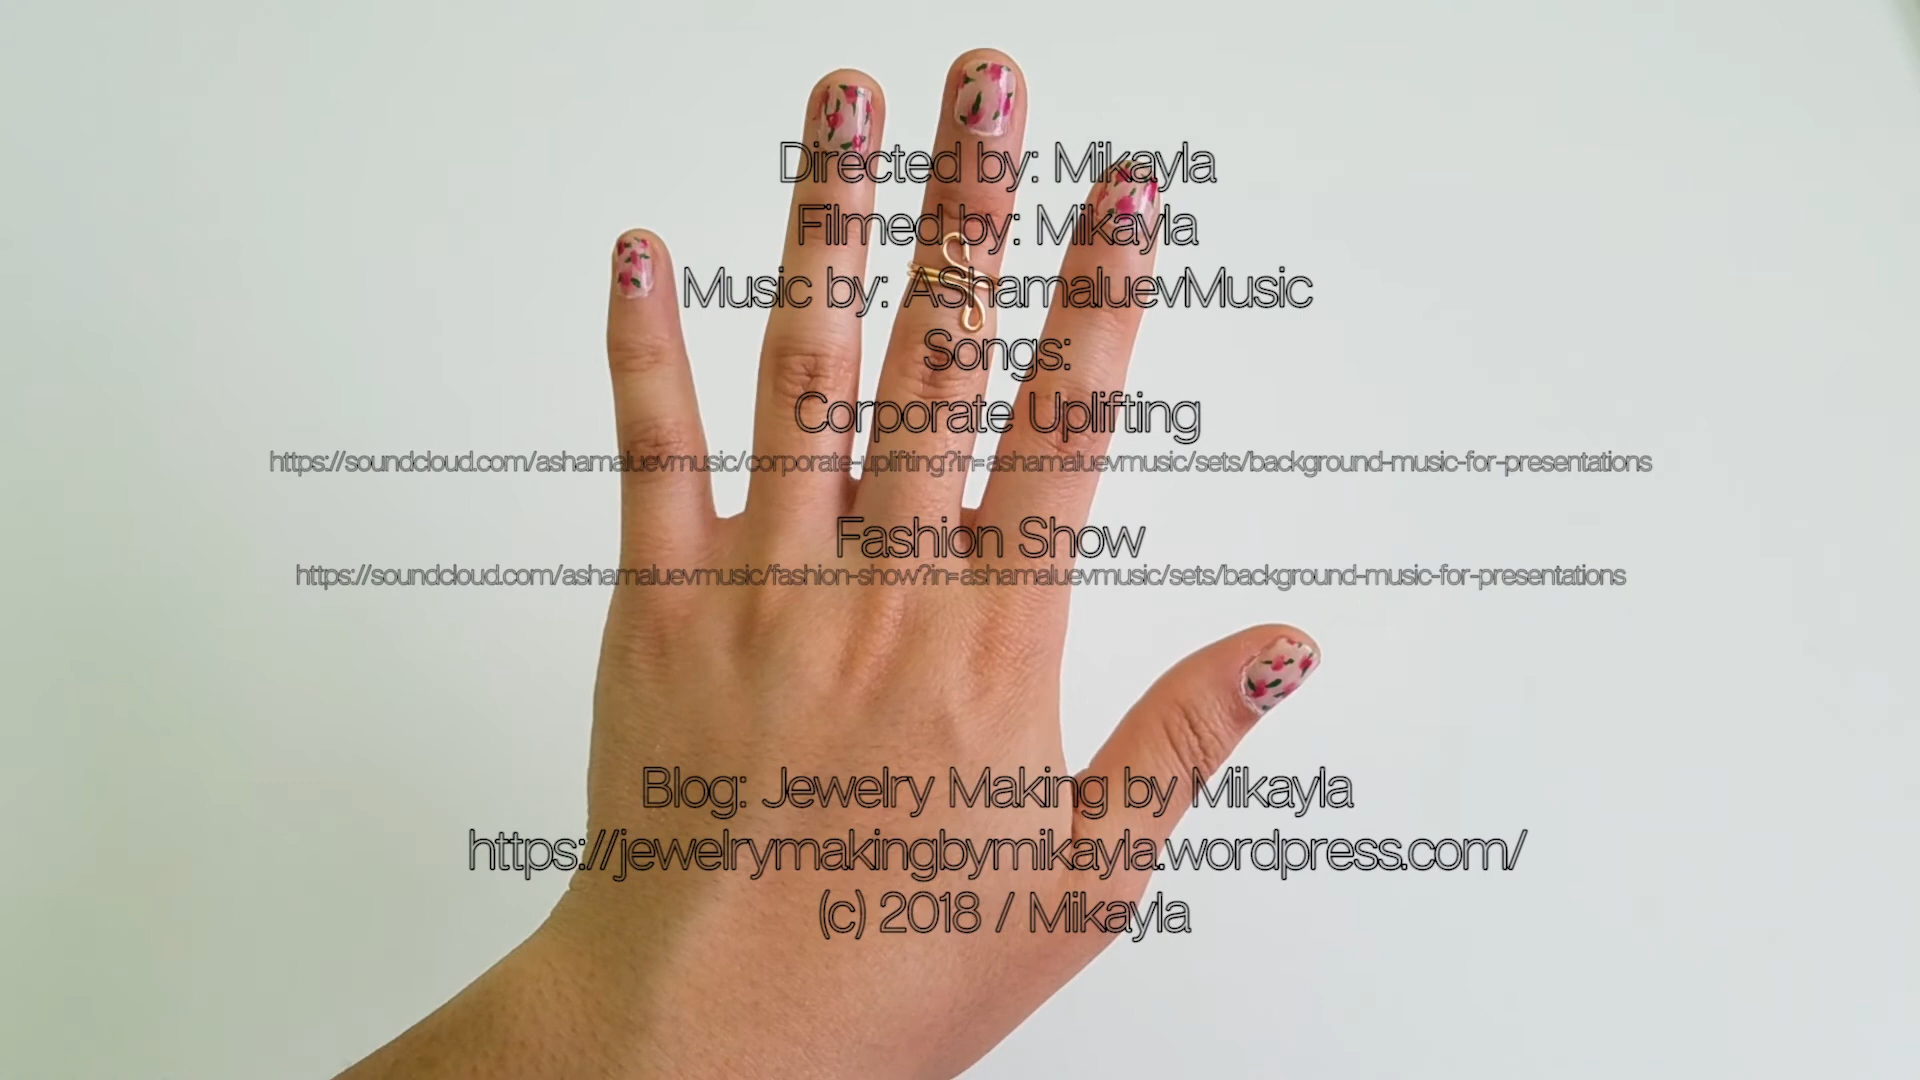 Directed by: Mikayla
Filmed by: Mikayla
Music by: AShamaluevMusic
Songs:
Corporate Uplifting
https://soundcloud.com/ashamaluevmusic/corporate-uplifting?in=ashamaluevmusic/sets/background-music-for-presentations
Fashion Show
https://soundcloud.com/ashamaluevmusic/fashion-show?in=ashamaluevmusic/sets/background-music-for-presentations
Blog: Jewelry Making by Mikayla
https://jewelrymakingbymikayla.wordpress.com/
(c) 2018 / Mikayla